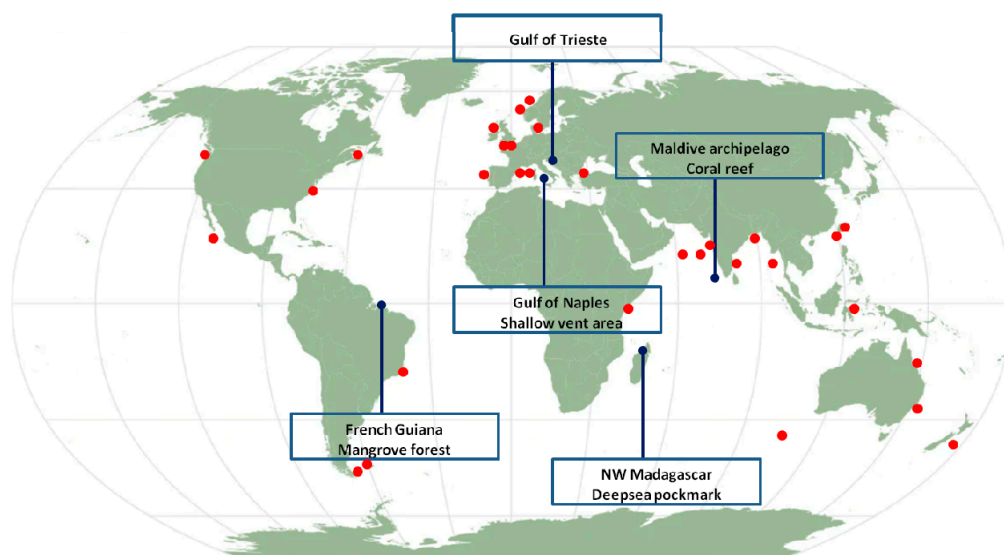 Gulf of Trieste
Maldive archipelago
Coral reef
Gulf of Naples
Shallow vent area
French Guiana
Mangrove forest
NW Madagascar
Deepsea pockmark